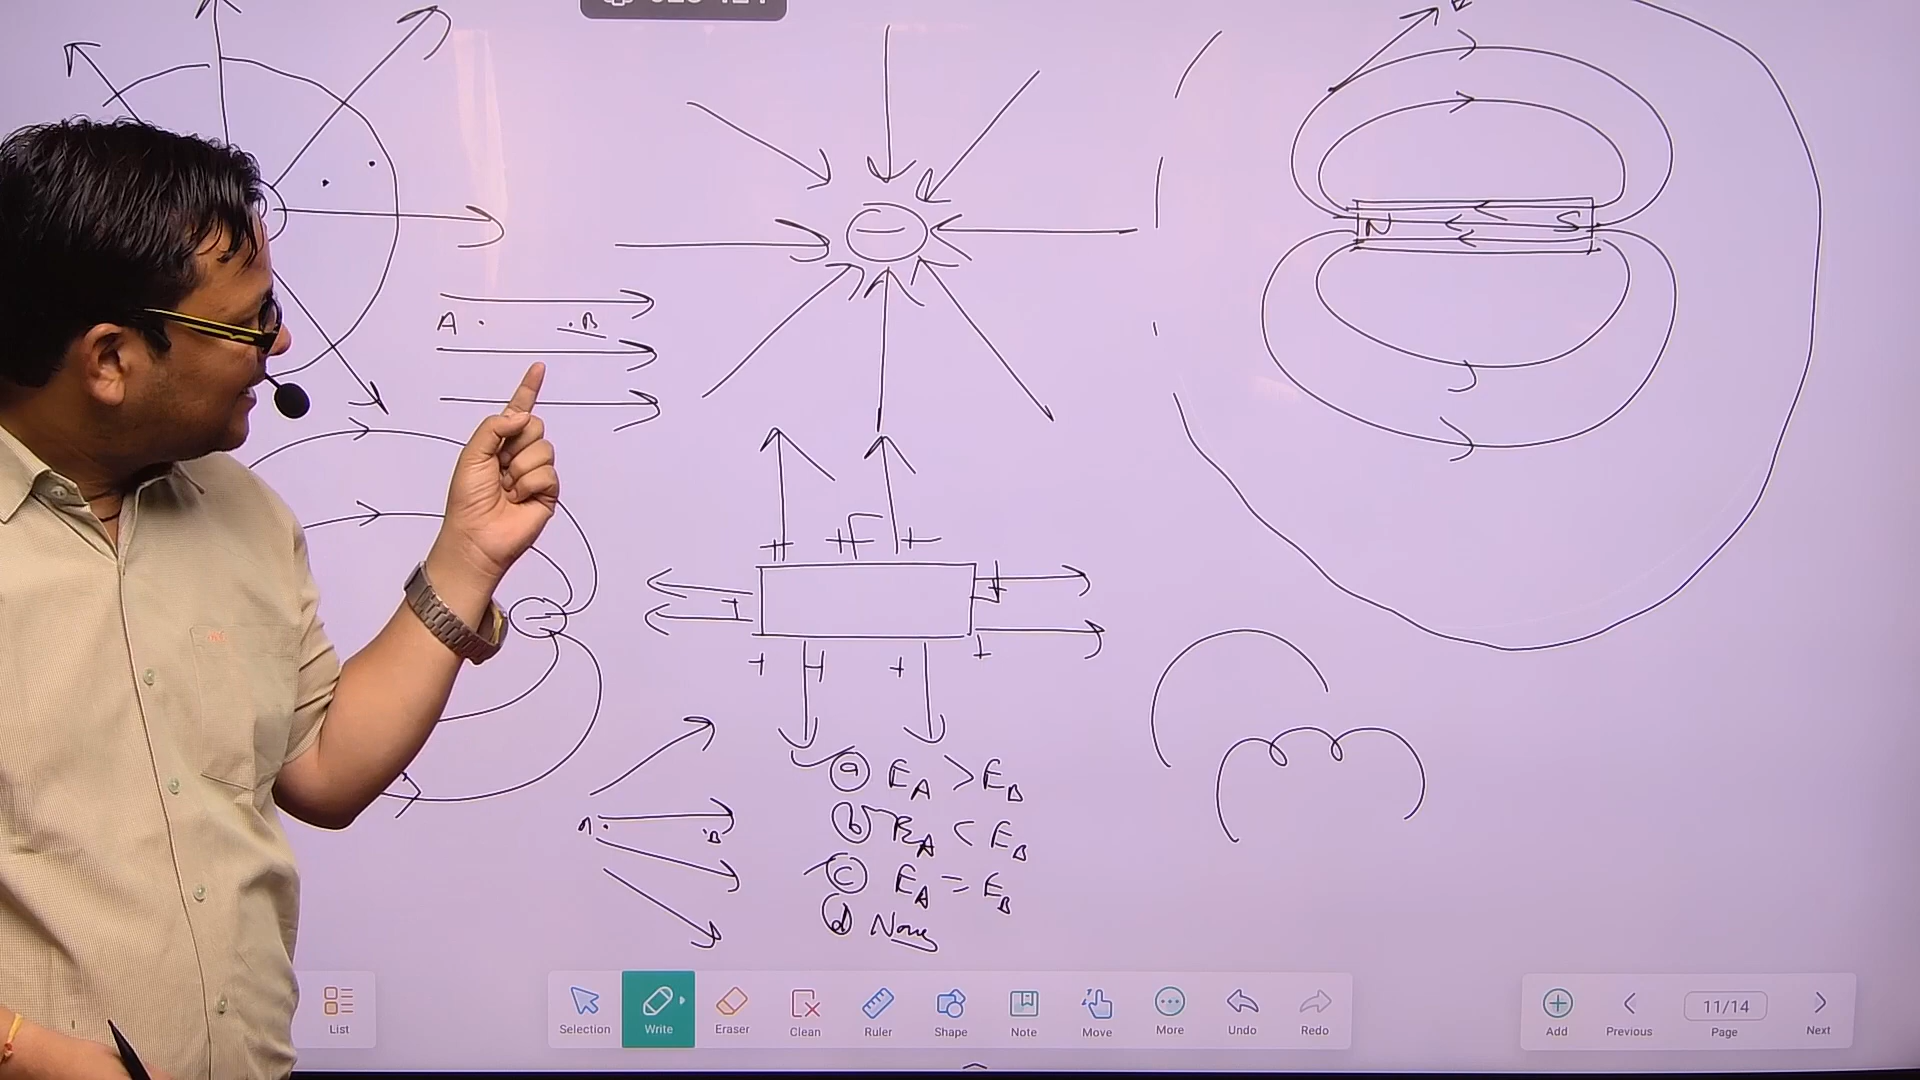 N S
A . . B
+ + +
+ +
+ + + +
(a) E_A > E_B
A . . B
(b) E_A < E_B
(c) E_A = E_B
(d) None
List
Selection Write Eraser Clean Ruler Shape Note Move More Undo Redo
Add Previous 11/14 Page Next